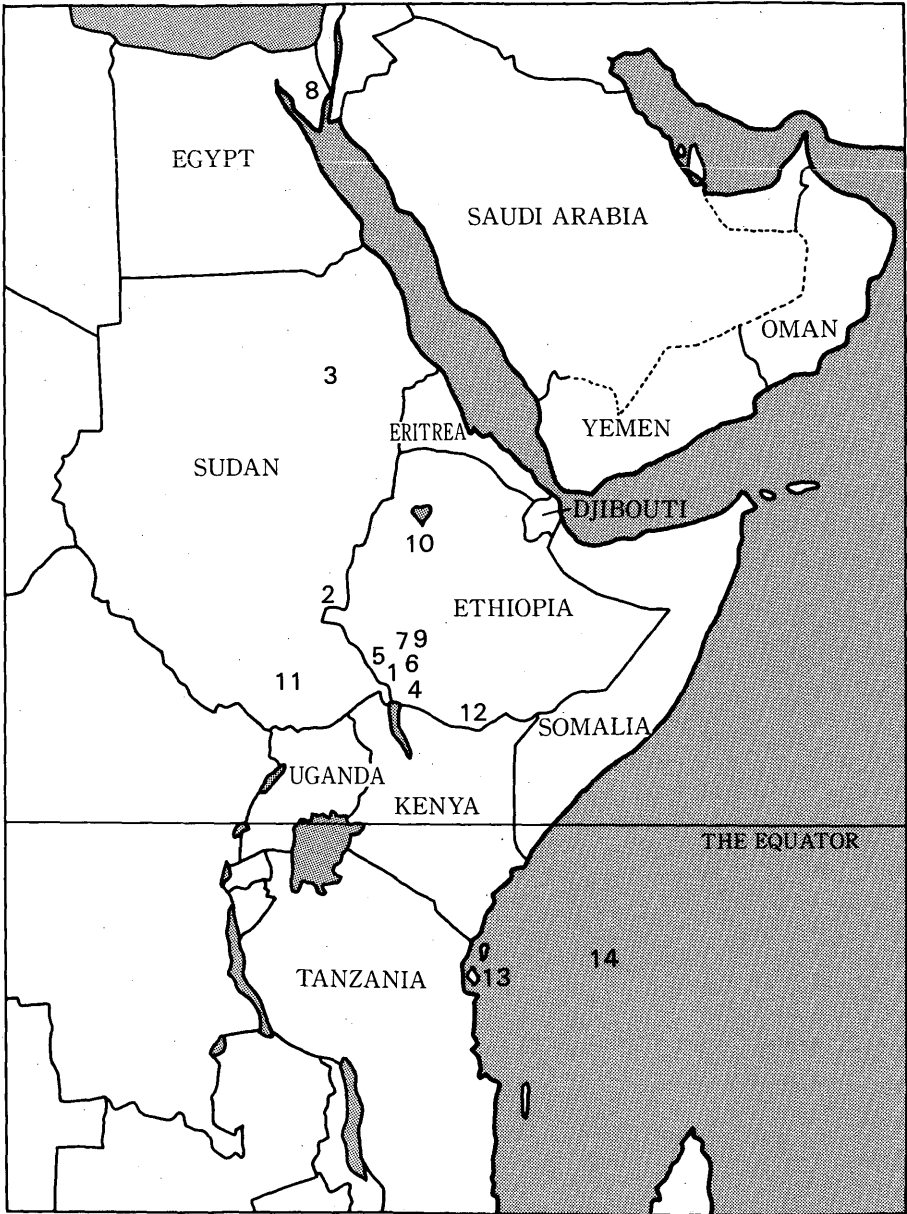 8
EGYPT
SAUDI ARABIA
OMAN
3
ERITREA
YEMEN
SUDAN
DJIBOUTI
10
2
ETHIOPIA
7 9
5
6
1
4
11
12
SOMALIA
UGANDA
KENYA
THE EQUATOR
14
TANZANIA
13